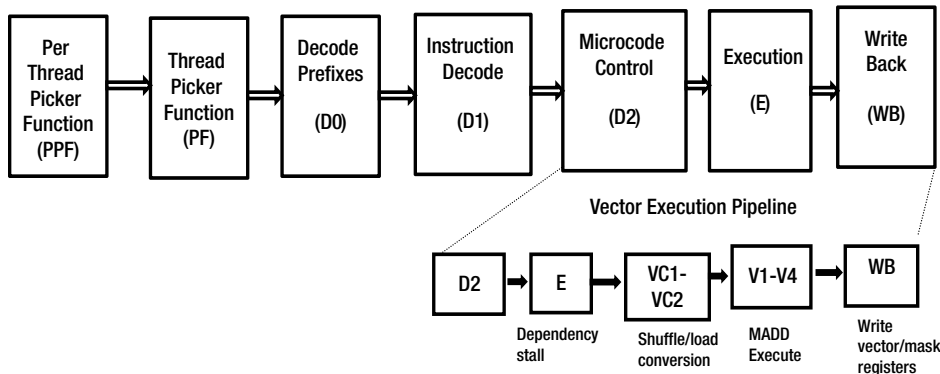 Per
Thread
Picker
Function
(PPF)
Thread
Picker
Function
(PF)
Decode
Prefixes
(D0)
Instruction
Decode
(D1)
Microcode
Control
(D2)
Execution
(E)
Write
Back
(WB)
Vector Execution Pipeline
D2
E
VC1-
VC2
V1-V4
WB
Dependency
stall
Shuffle/load
conversion
MADD
Execute
Write
vector/mask
registers